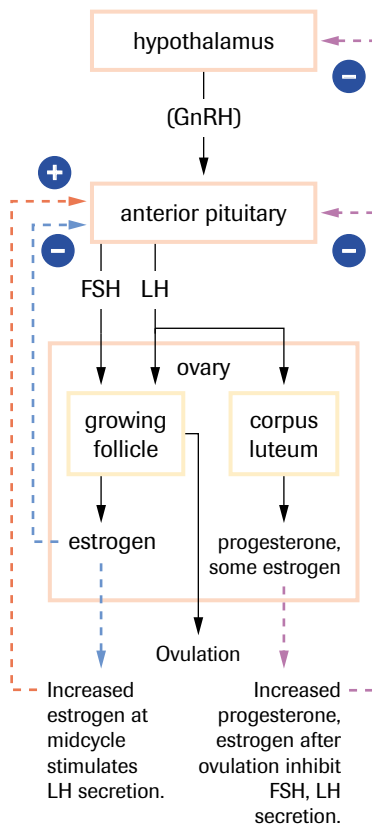 hypothalamus
−
(GnRH)
+
anterior pituitary
−
−
FSH
LH
ovary
growing
follicle
corpus
luteum
estrogen
progesterone,
some estrogen
Ovulation
Increased
estrogen at
midcycle
stimulates
LH secretion.
Increased
progesterone,
estrogen after
ovulation inhibit
FSH, LH
secretion.